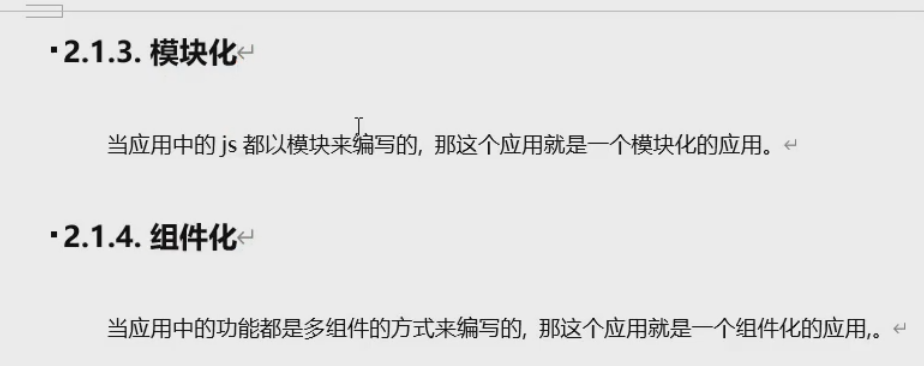 2.1.3. 模块化
当应用中的 js 都以模块来编写的, 那这个应用就是一个模块化的应用。
2.1.4. 组件化
当应用中的功能都是多组件的方式来编写的, 那这个应用就是一个组件化的应用,。